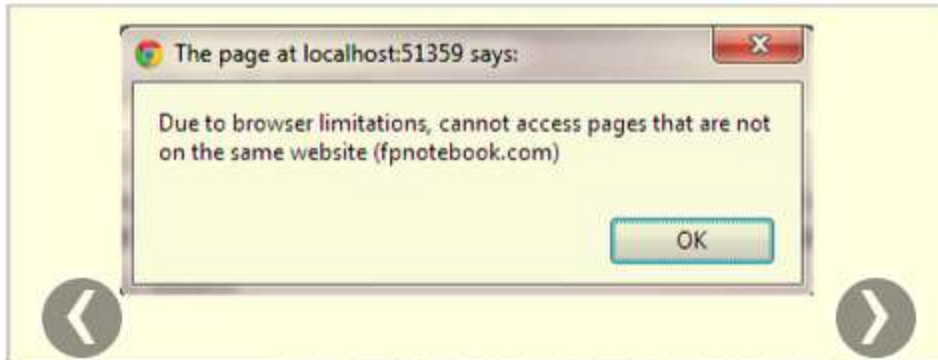 The page at localhost:51359 says:
Due to browser limitations, cannot access pages that are not
on the same website (fpnotebook.com)
OK